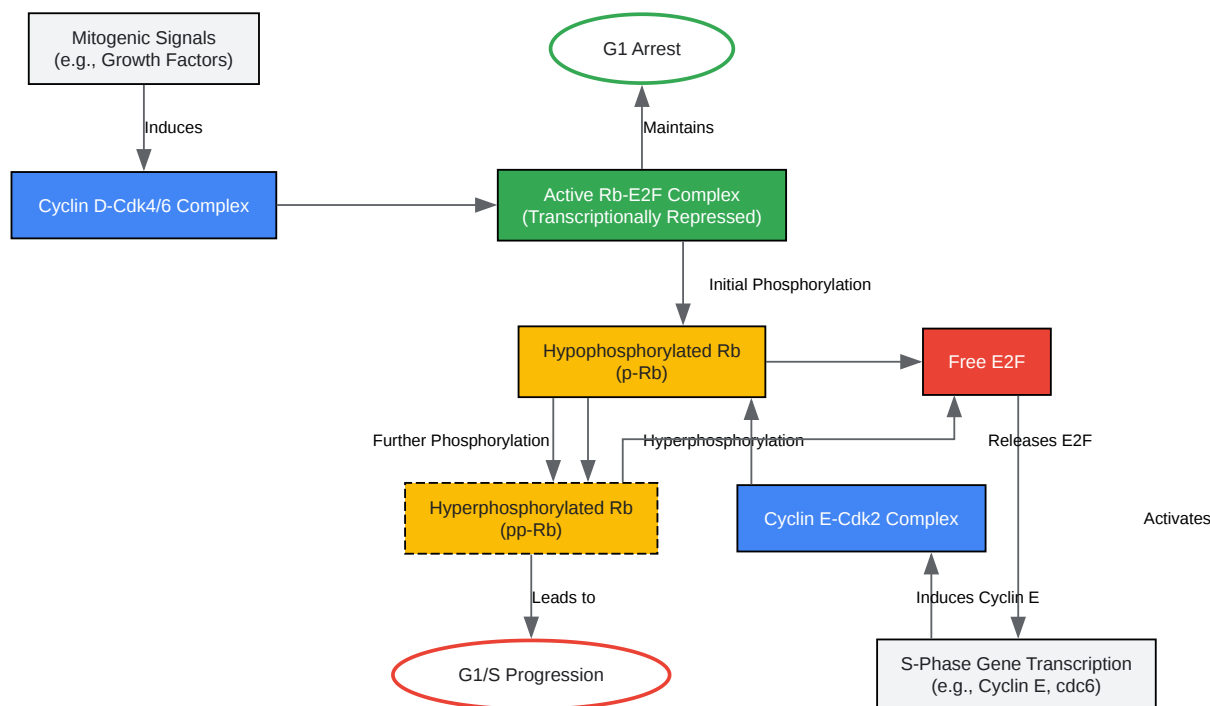 Mitogenic Signals
(e.g., Growth Factors)
G1 Arrest
Induces
Maintains
Cyclin D-Cdk4/6 Complex
Active Rb-E2F Complex
(Transcriptionally Repressed)
Initial Phosphorylation
Hypophosphorylated Rb
(p-Rb)
Free E2F
Further Phosphorylation
Hyperphosphorylation
Releases E2F
Hyperphosphorylated Rb
(pp-Rb)
Cyclin E-Cdk2 Complex
Activates
Leads to
Induces Cyclin E
G1/S Progression
S-Phase Gene Transcription
(e.g., Cyclin E, cdc6)